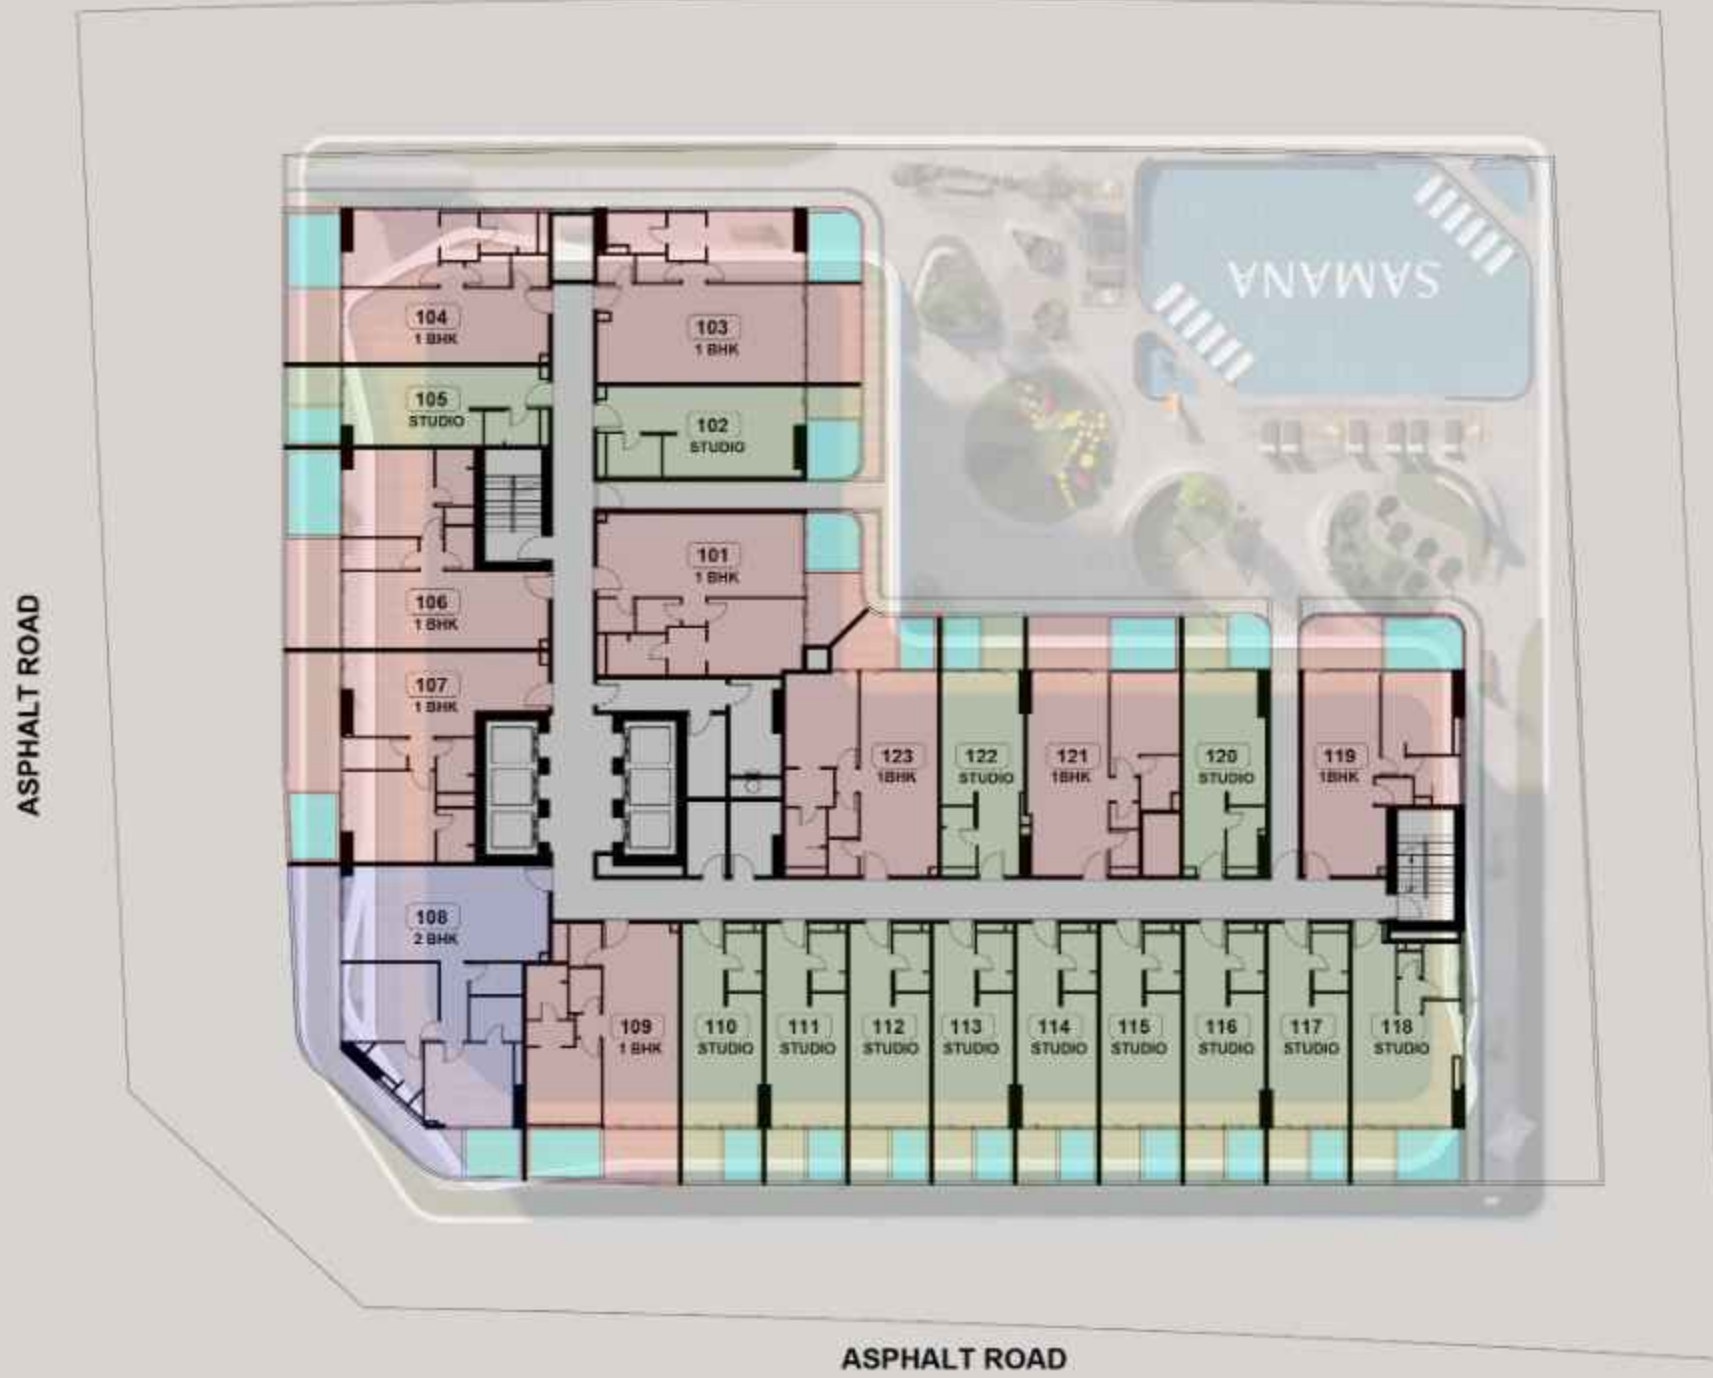 SAMANA
104
1 BHK
103
1 BHK
105
STUDIO
102
STUDIO
101
1 BHK
106
1 BHK
107
1 BHK
123
1BHK
122
STUDIO
121
1BHK
120
STUDIO
119
1BHK
108
2 BHK
109
1 BHK
110
STUDIO
111
STUDIO
112
STUDIO
113
STUDIO
114
STUDIO
115
STUDIO
116
STUDIO
117
STUDIO
118
STUDIO
ASPHALT ROAD
ASPHALT ROAD